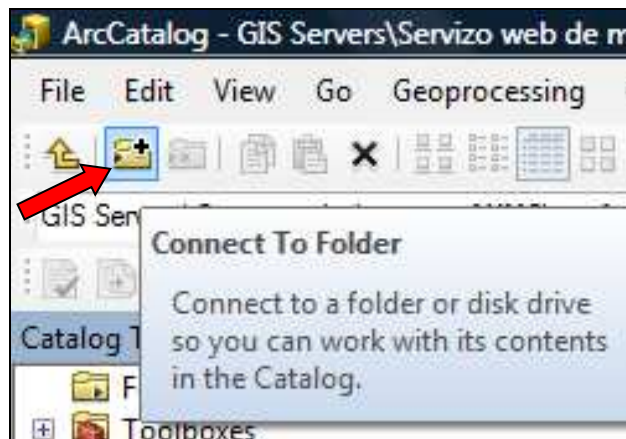 ArcCatalog - GIS Servers\Servizo web de m
File Edit View Go Geoprocessing
GIS Ser
Connect To Folder
Connect to a folder or disk drive
so you can work with its contents
in the Catalog.
Catalog T
F
Toolboxes